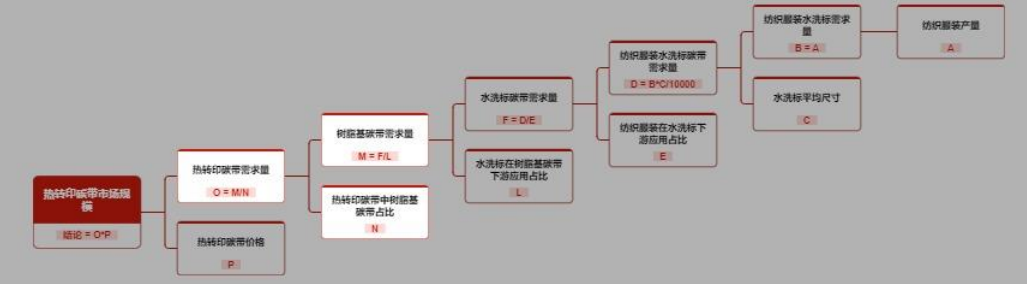 热转印碳带市场规
模
结论 = O*P
热转印碳带需求量
O = M/N
热转印碳带价格
P
树脂基碳带需求量
M = F/L
热转印碳带中树脂基
碳带占比
N
水洗标碳带需求量
F = D/E
水洗标在树脂基碳带
下游应用占比
L
纺织服装水洗标碳带
需求量
D = B*C/10000
纺织服装在水洗标下
游应用占比
E
纺织服装水洗标需求
量
B = A
水洗标平均尺寸
C
纺织服装产量
A